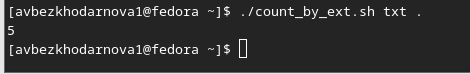 [avbezkhodarnova1@fedora ~]$ ./count_by_ext.sh txt .
5
[avbezkhodarnova1@fedora ~]$